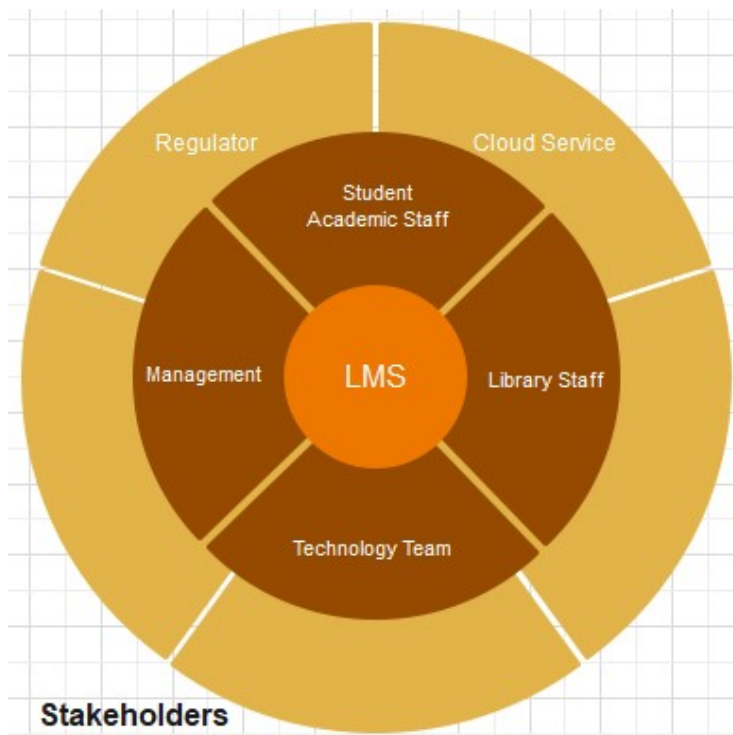 Regulator
Cloud Service
Student
Academic Staff
Management
LMS
Library Staff
Technology Team
Stakeholders